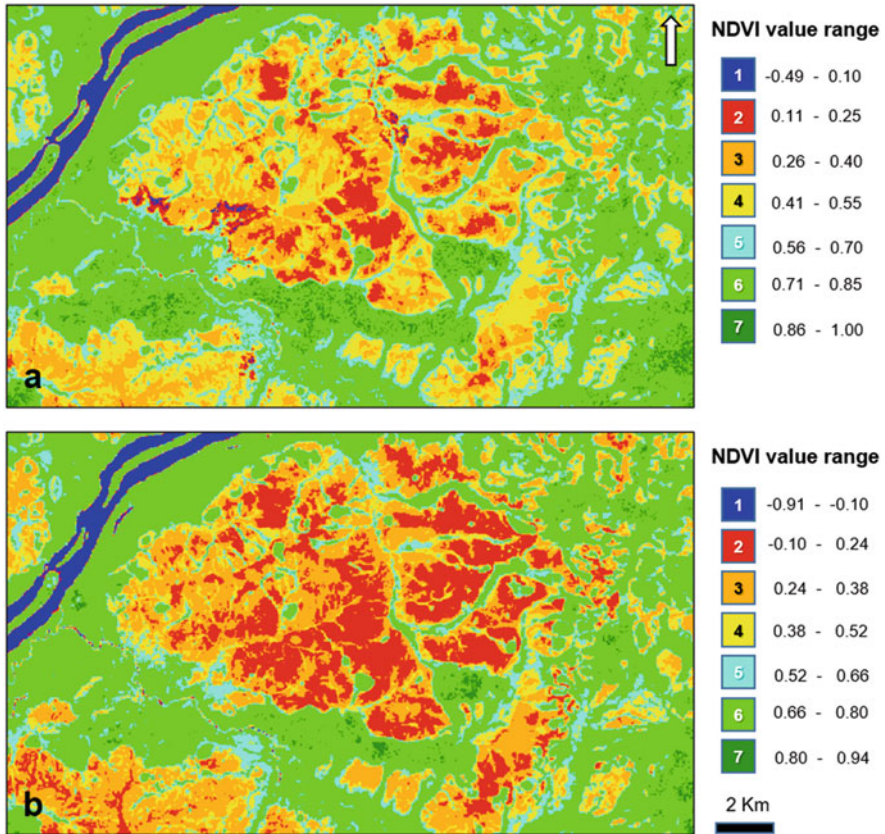 NDVI value range
1 -0.49 - 0.10
2 0.11 - 0.25
3 0.26 - 0.40
4 0.41 - 0.55
5 0.56 - 0.70
6 0.71 - 0.85
7 0.86 - 1.00
a
NDVI value range
1 -0.91 - -0.10
2 -0.10 - 0.24
3 0.24 - 0.38
4 0.38 - 0.52
5 0.52 - 0.66
6 0.66 - 0.80
7 0.80 - 0.94
2 Km
b